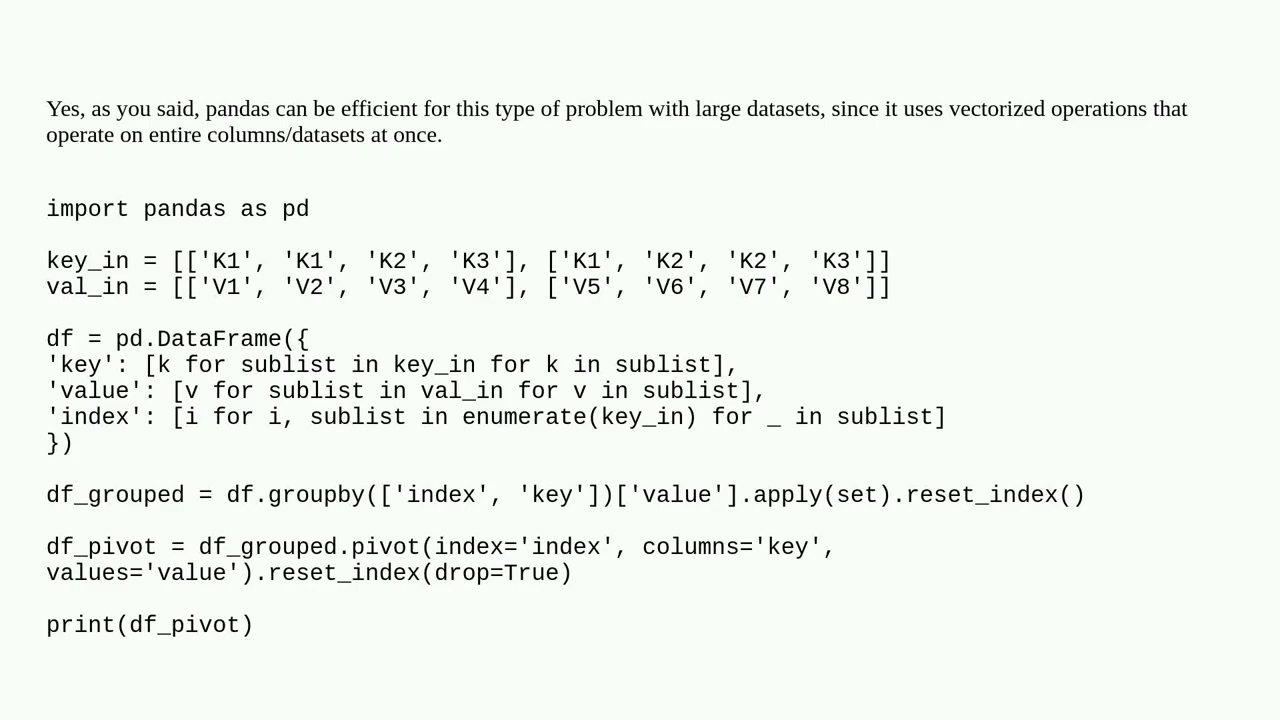 Yes, as you said, pandas can be efficient for this type of problem with large datasets, since it uses vectorized operations that
operate on entire columns/datasets at once.
import pandas as pd
key_in = [['K1', 'K1', 'K2', 'K3'], ['K1', 'K2', 'K2', 'K3']]
val_in = [['V1', 'V2', 'V3', 'V4'], ['V5', 'V6', 'V7', 'V8']]
df = pd.DataFrame({
'key': [k for sublist in key_in for k in sublist],
'value': [v for sublist in val_in for v in sublist],
'index': [i for i, sublist in enumerate(key_in) for _ in sublist]
})
df_grouped = df.groupby(['index', 'key'])['value'].apply(set).reset_index()
df_pivot = df_grouped.pivot(index='index', columns='key',
values='value').reset_index(drop=True)
print(df_pivot)